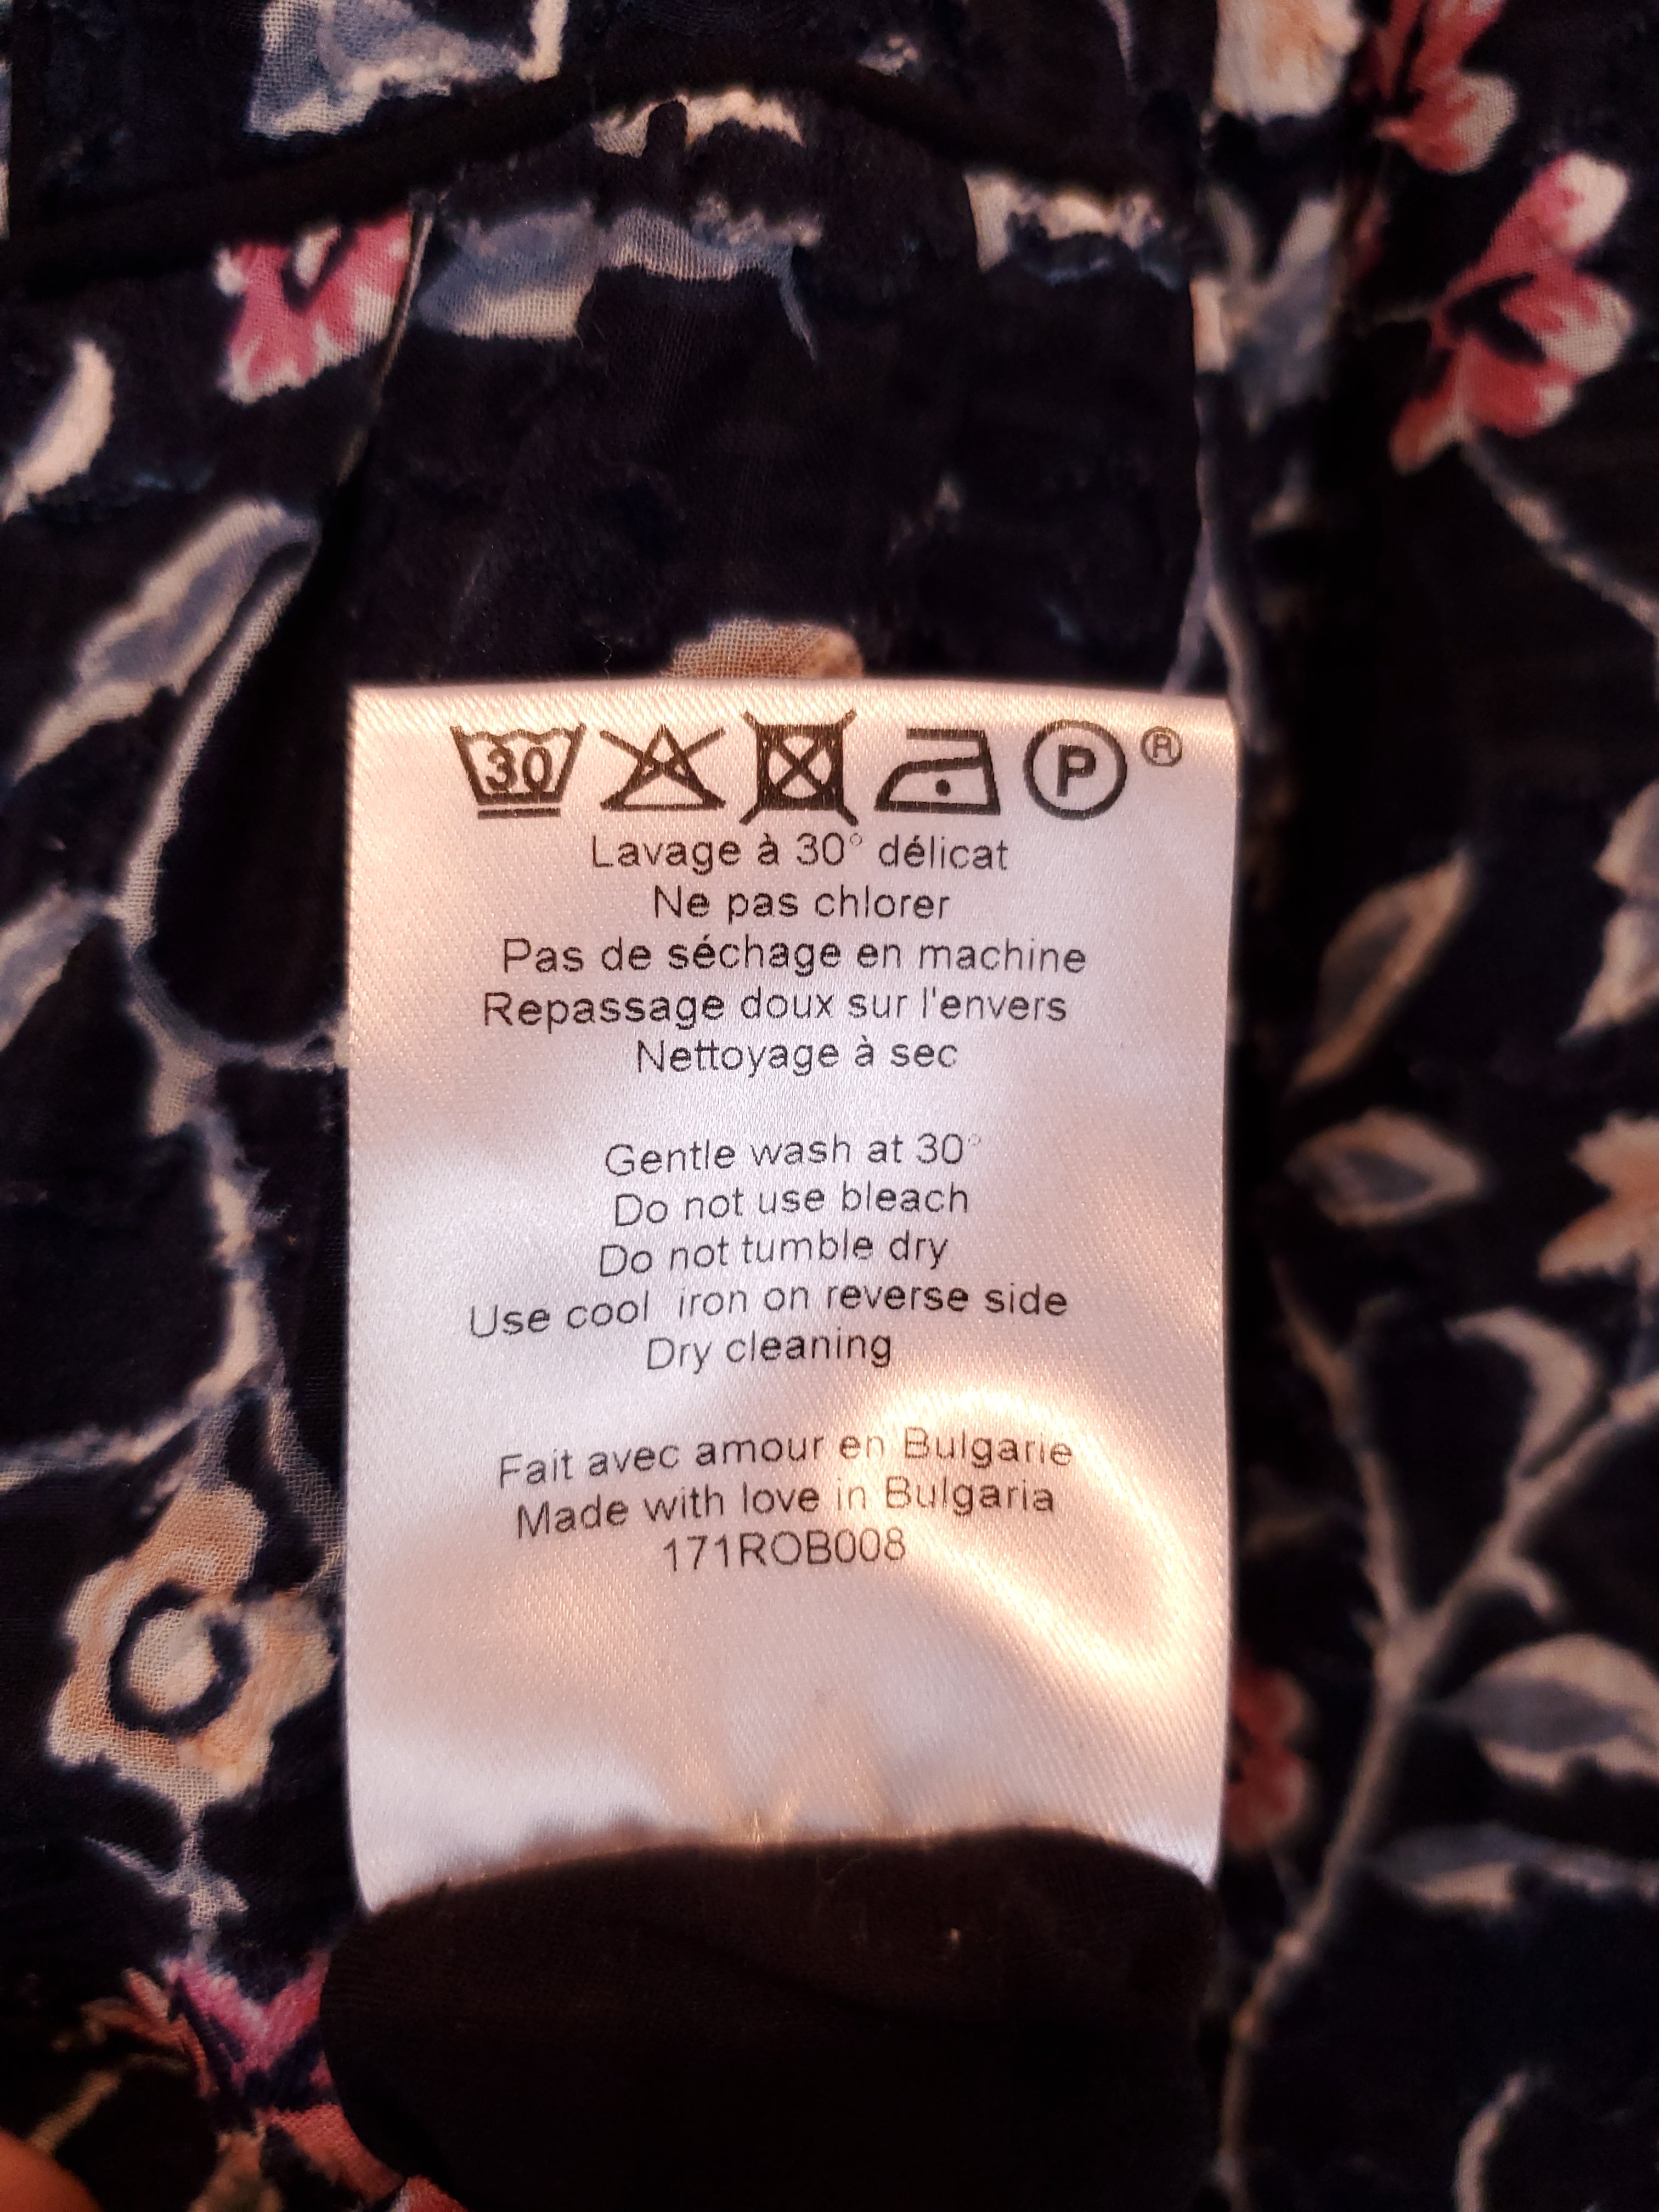 30 P ®
Lavage à 30° délicat
Ne pas chlorer
Pas de séchage en machine
Repassage doux sur l'envers
Nettoyage à sec
Gentle wash at 30°
Do not use bleach
Do not tumble dry
Use cool iron on reverse side
Dry cleaning
Fait avec amour en Bulgarie
Made with love in Bulgaria
171ROB008